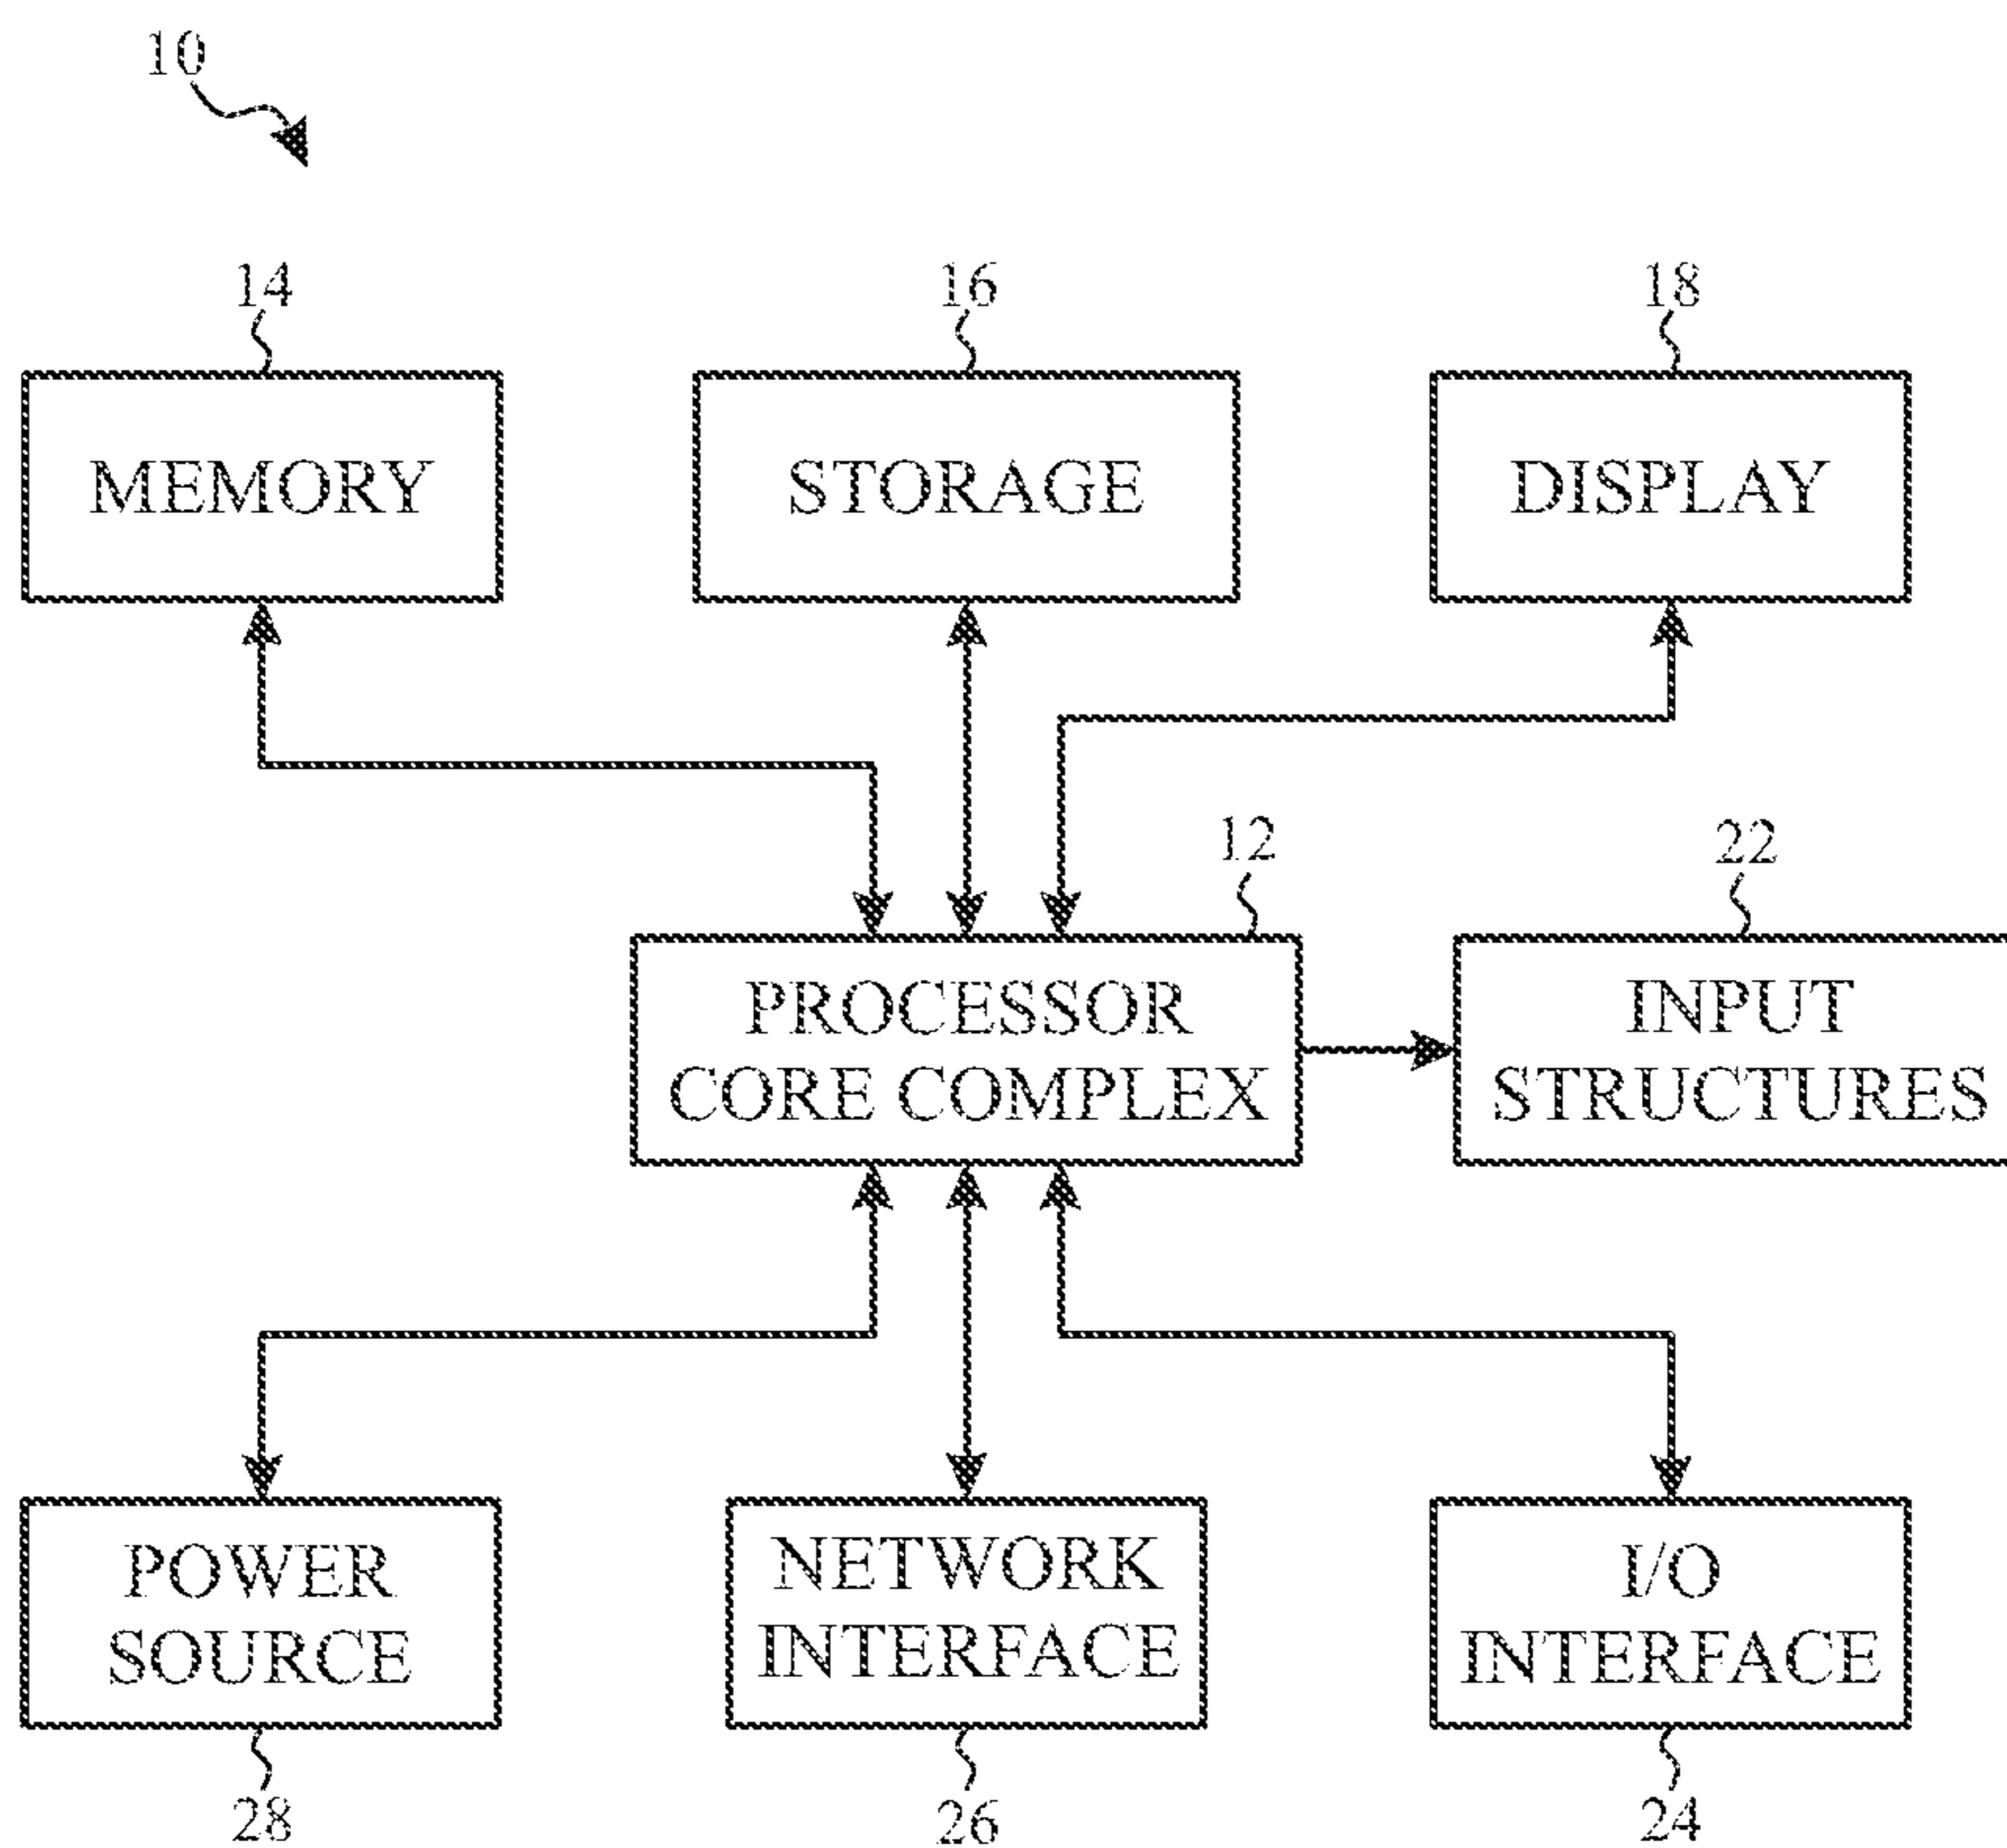 10
14
16
18
MEMORY
STORAGE
DISPLAY
12
22
PROCESSOR
CORE COMPLEX
INPUT
STRUCTURES
POWER
SOURCE
NETWORK
INTERFACE
I/O
INTERFACE
28
26
24